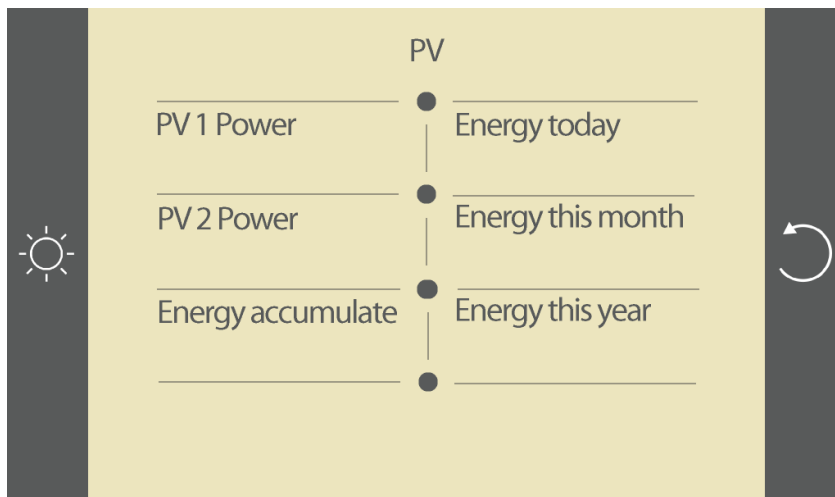 PV
PV 1 Power
Energy today
PV 2 Power
Energy this month
Energy accumulate
Energy this year